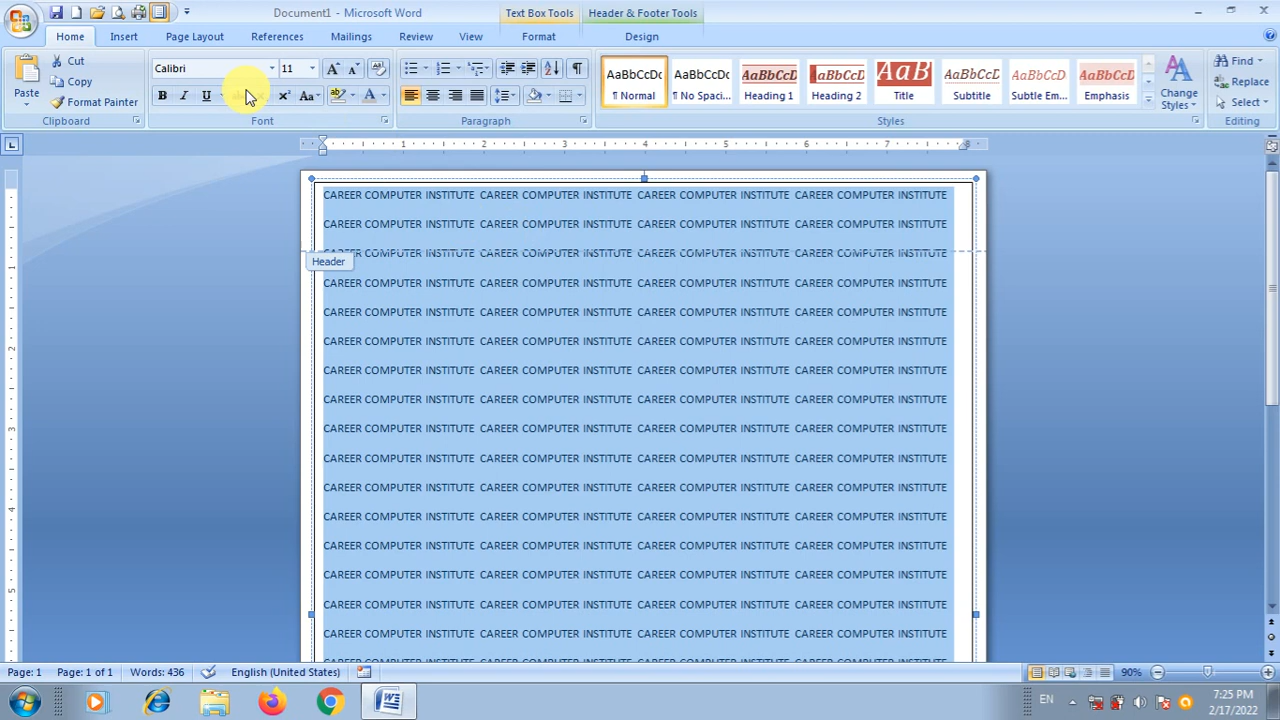 Document1 - Microsoft Word
Text Box Tools
Header & Footer Tools
Home
Insert
Page Layout
References
Mailings
Review
View
Format
Design
Paste
Cut
Copy
Format Painter
Clipboard
Calibri
11
Font
Paragraph
AaBbCcDc
¶ Normal
AaBbCcDc
¶ No Spaci...
AaBbCcD
Heading 1
AaBbCcD
Heading 2
AaB
Title
AaBbCcD
Subtitle
AaBbCcD
Subtle Em...
AaBbCcD
Emphasis
Change
Styles
Styles
Find
Replace
Select
Editing
1 2 3 4 5 6 7 8
CAREER COMPUTER INSTITUTE CAREER COMPUTER INSTITUTE CAREER COMPUTER INSTITUTE CAREER COMPUTER INSTITUTE
CAREER COMPUTER INSTITUTE CAREER COMPUTER INSTITUTE CAREER COMPUTER INSTITUTE CAREER COMPUTER INSTITUTE
CAREER COMPUTER INSTITUTE CAREER COMPUTER INSTITUTE CAREER COMPUTER INSTITUTE CAREER COMPUTER INSTITUTE
Header
CAREER COMPUTER INSTITUTE CAREER COMPUTER INSTITUTE CAREER COMPUTER INSTITUTE CAREER COMPUTER INSTITUTE
CAREER COMPUTER INSTITUTE CAREER COMPUTER INSTITUTE CAREER COMPUTER INSTITUTE CAREER COMPUTER INSTITUTE
CAREER COMPUTER INSTITUTE CAREER COMPUTER INSTITUTE CAREER COMPUTER INSTITUTE CAREER COMPUTER INSTITUTE
CAREER COMPUTER INSTITUTE CAREER COMPUTER INSTITUTE CAREER COMPUTER INSTITUTE CAREER COMPUTER INSTITUTE
CAREER COMPUTER INSTITUTE CAREER COMPUTER INSTITUTE CAREER COMPUTER INSTITUTE CAREER COMPUTER INSTITUTE
CAREER COMPUTER INSTITUTE CAREER COMPUTER INSTITUTE CAREER COMPUTER INSTITUTE CAREER COMPUTER INSTITUTE
CAREER COMPUTER INSTITUTE CAREER COMPUTER INSTITUTE CAREER COMPUTER INSTITUTE CAREER COMPUTER INSTITUTE
CAREER COMPUTER INSTITUTE CAREER COMPUTER INSTITUTE CAREER COMPUTER INSTITUTE CAREER COMPUTER INSTITUTE
CAREER COMPUTER INSTITUTE CAREER COMPUTER INSTITUTE CAREER COMPUTER INSTITUTE CAREER COMPUTER INSTITUTE
CAREER COMPUTER INSTITUTE CAREER COMPUTER INSTITUTE CAREER COMPUTER INSTITUTE CAREER COMPUTER INSTITUTE
CAREER COMPUTER INSTITUTE CAREER COMPUTER INSTITUTE CAREER COMPUTER INSTITUTE CAREER COMPUTER INSTITUTE
CAREER COMPUTER INSTITUTE CAREER COMPUTER INSTITUTE CAREER COMPUTER INSTITUTE CAREER COMPUTER INSTITUTE
CAREER COMPUTER INSTITUTE CAREER COMPUTER INSTITUTE CAREER COMPUTER INSTITUTE CAREER COMPUTER INSTITUTE
Page: 1
Page: 1 of 1
Words: 436
English (United States)
90%
EN
7:25 PM
2/17/2022